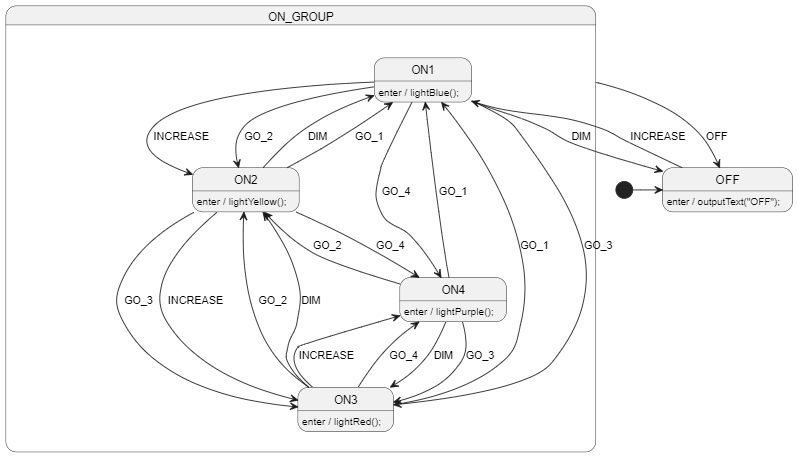 ON_GROUP
ON1
enter / lightBlue();
INCREASE
GO_2
DIM
GO_1
DIM
INCREASE
OFF
ON2
enter / lightYellow();
GO_4
GO_1
OFF
enter / outputText("OFF");
GO_2
GO_4
GO_1
GO_3
ON4
enter / lightPurple();
GO_3
INCREASE
GO_2
DIM
INCREASE
GO_4
DIM
GO_3
ON3
enter / lightRed();